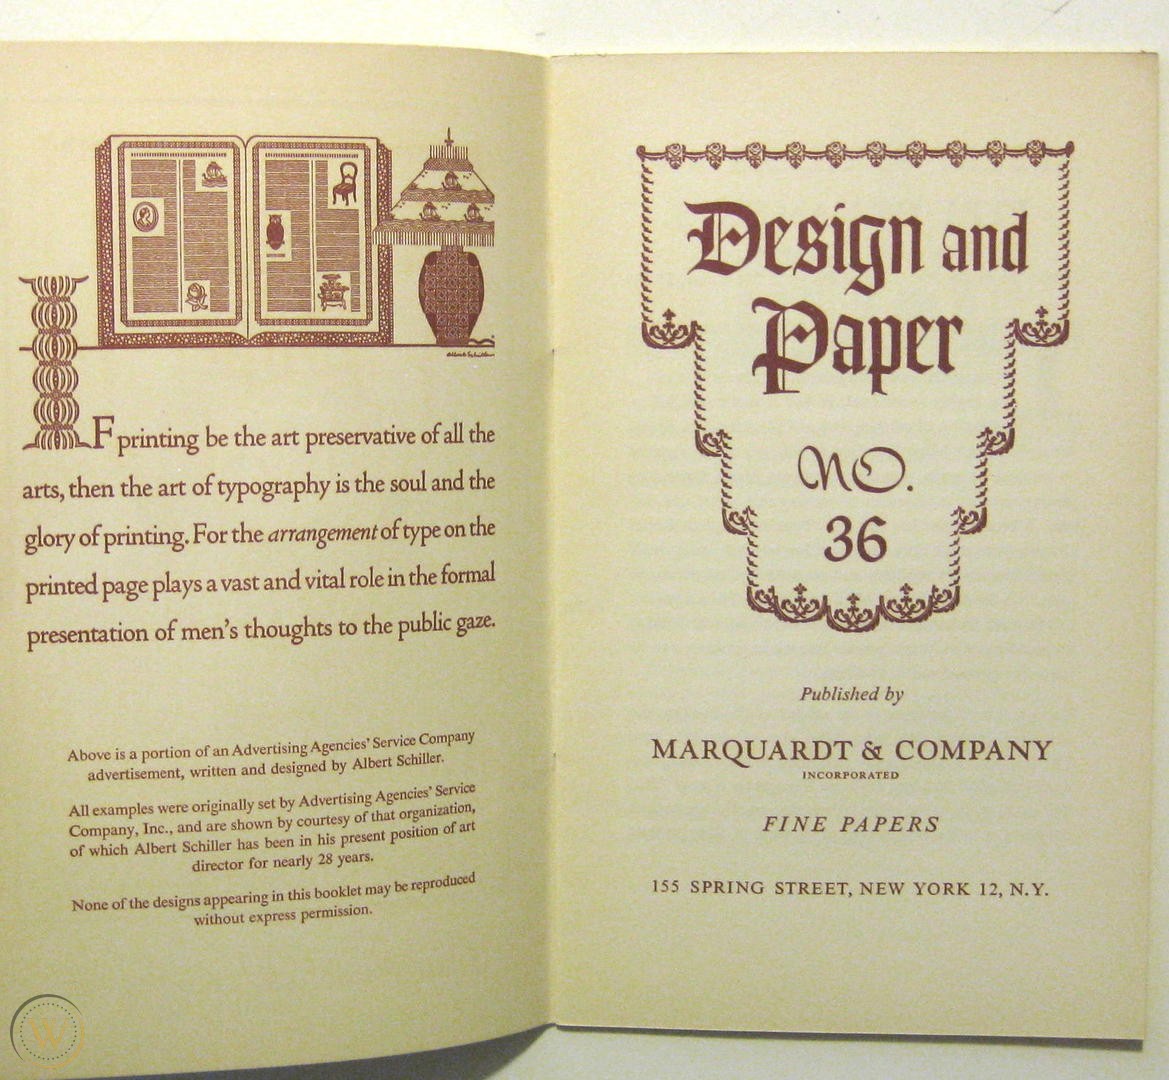 IF printing be the art preservative of all the
arts, then the art of typography is the soul and the
glory of printing. For the arrangement of type on the
printed page plays a vast and vital role in the formal
presentation of men's thoughts to the public gaze.
Above is a portion of an Advertising Agencies' Service Company
advertisement, written and designed by Albert Schiller.
All examples were originally set by Advertising Agencies' Service
Company, Inc., and are shown by courtesy of that organization,
of which Albert Schiller has been in his present position of art
director for nearly 28 years.
None of the designs appearing in this booklet may be reproduced
without express permission.
Design and
Paper
NO.
36
Published by
MARQUARDT & COMPANY
INCORPORATED
FINE PAPERS
155 SPRING STREET, NEW YORK 12, N.Y.
W